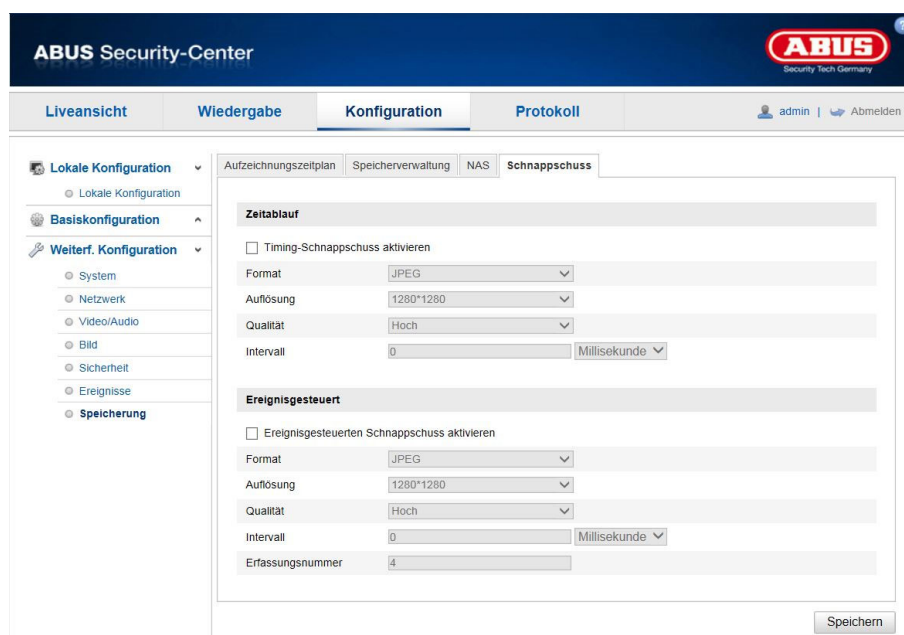 ABUS Security-Center
ABUS
Security Tech Germany
?
Liveansicht Wiedergabe Konfiguration Protokoll admin | Abmelden
Lokale Konfiguration
Lokale Konfiguration
Basiskonfiguration
Weiterf. Konfiguration
System
Netzwerk
Video/Audio
Bild
Sicherheit
Ereignisse
Speicherung
Aufzeichnungszeitplan Speicherverwaltung NAS Schnappschuss
Zeitablauf
Timing-Schnappschuss aktivieren
Format JPEG
Auflösung 1280*1280
Qualität Hoch
Intervall 0 Millisekunde
Ereignisgesteuert
Ereignisgesteuerten Schnappschuss aktivieren
Format JPEG
Auflösung 1280*1280
Qualität Hoch
Intervall 0 Millisekunde
Erfassungsnummer 4
Speichern